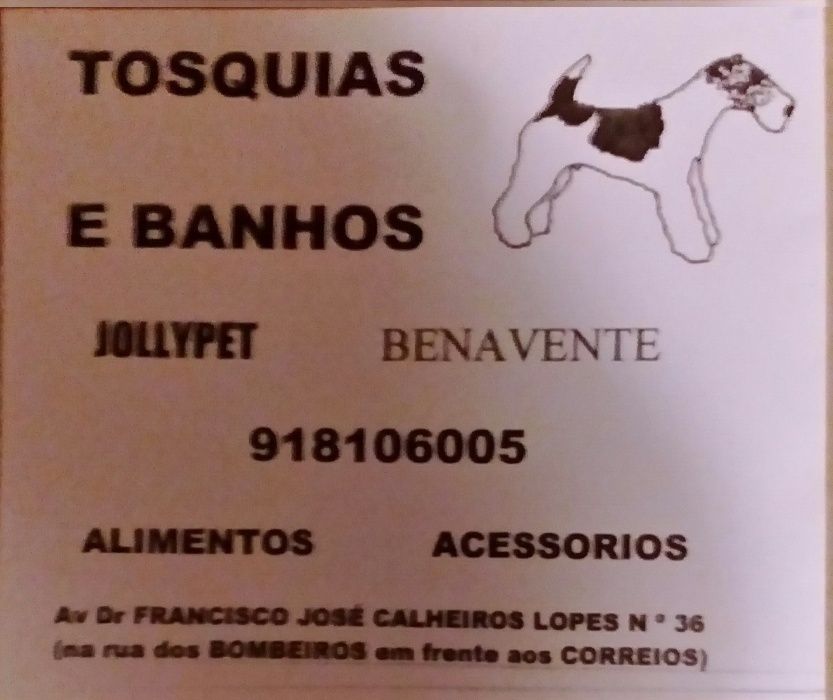 TOSQUIAS
E BANHOS
JOLLYPET BENAVENTE
918106005
ALIMENTOS ACESSORIOS
Av Dr FRANCISCO JOSÉ CALHEIROS LOPES N º 36
(na rua dos BOMBEIROS em frente aos CORREIOS)